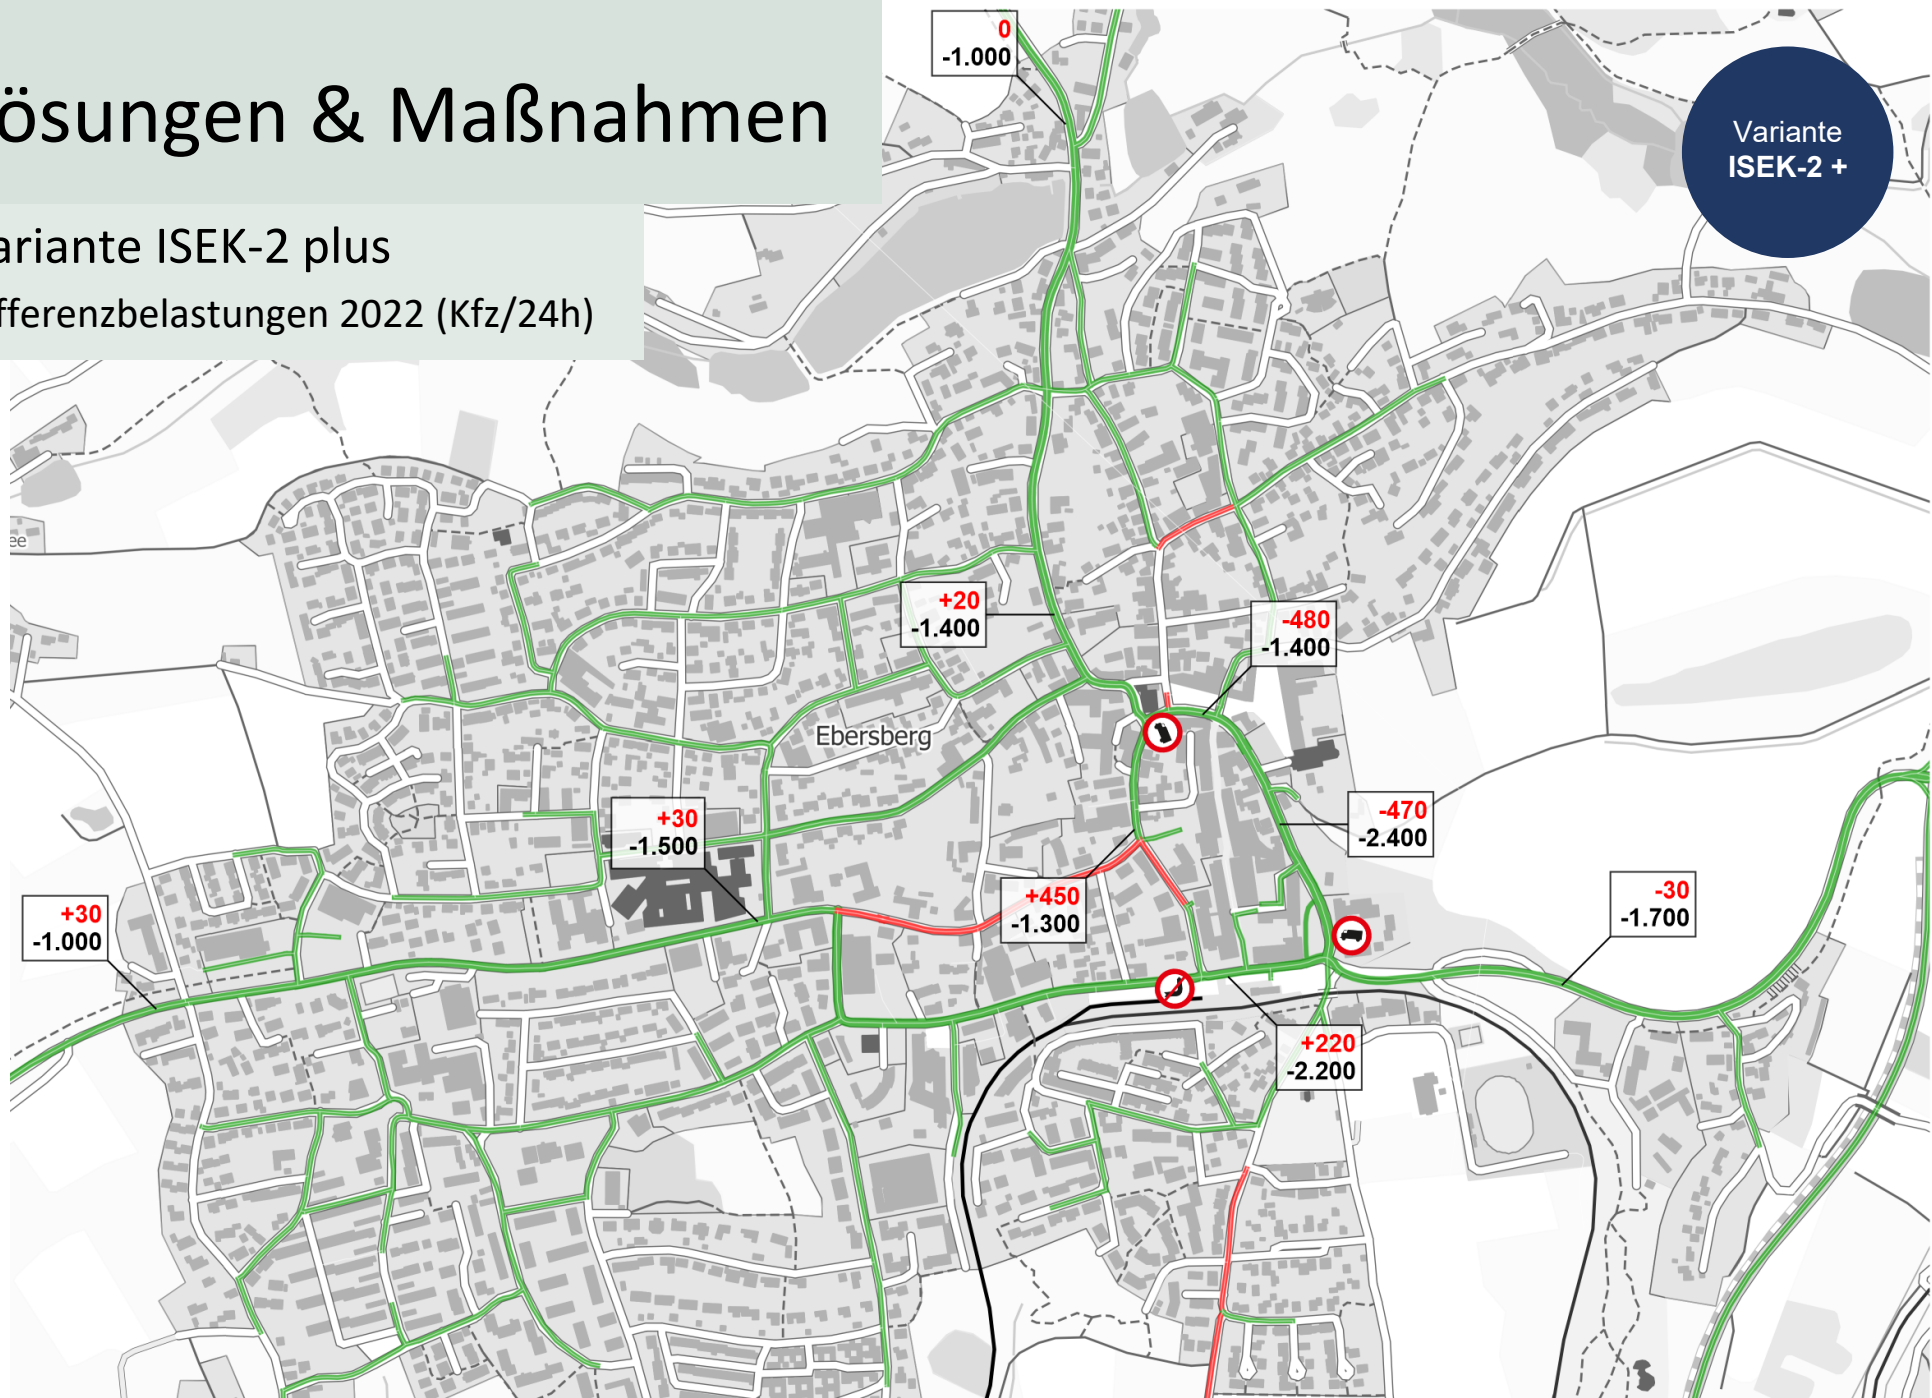 ösungen & Maßnahmen
ariante ISEK-2 plus
fferenzbelastungen 2022 (Kfz/24h)
Variante
ISEK-2 +
0
-1.000
+20
-1.400
-480
-1.400
Ebersberg
+30
-1.500
-470
-2.400
+450
-1.300
-30
-1.700
+30
-1.000
+220
-2.200
ee